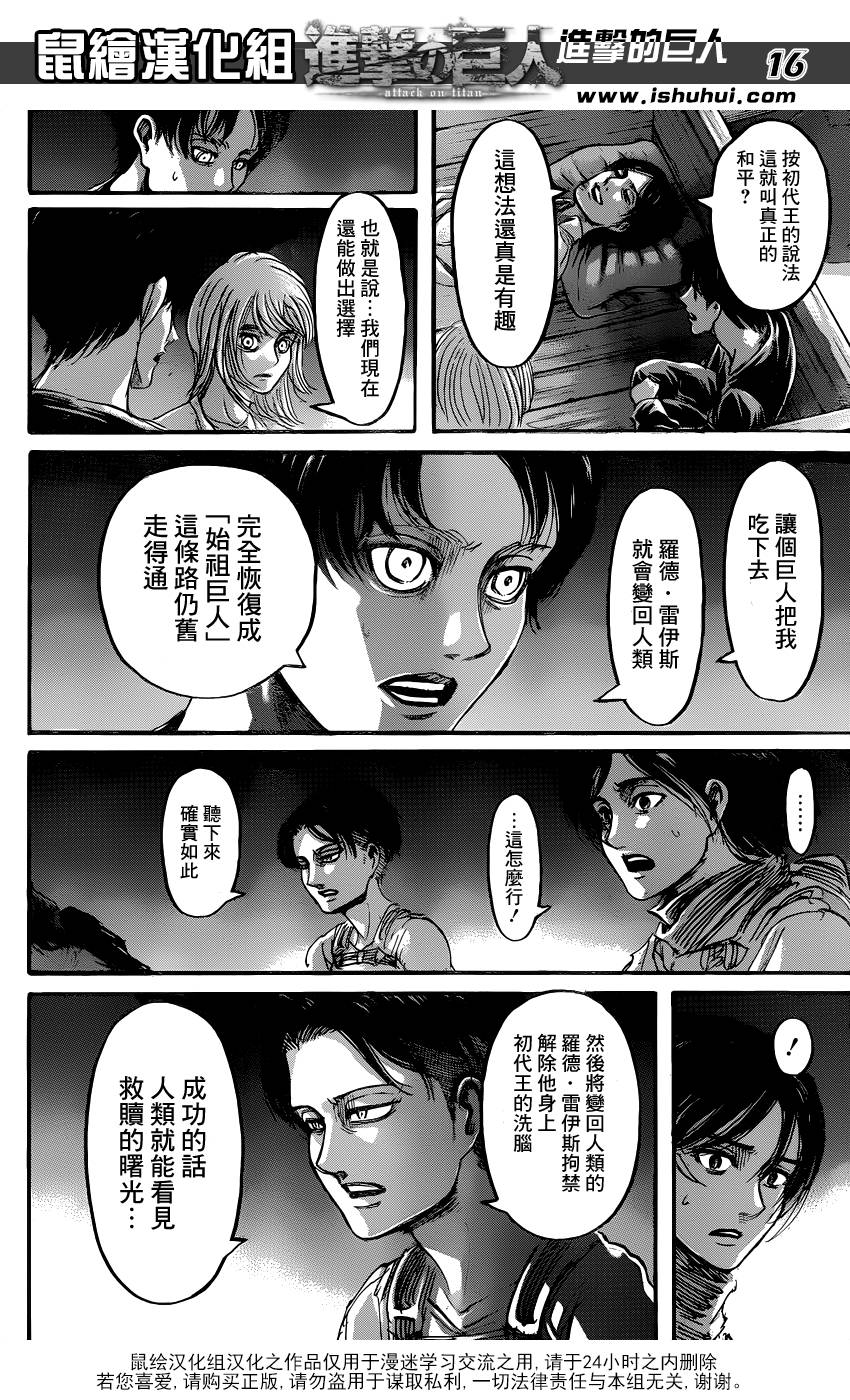 鼠繪漢化組
進撃の巨人
attack on titan
進擊的巨人
www.ishuhui.com
16
按初代王的說法
這就叫真正的
和平？
這想法還真是有趣
也就是說…我們現在
還能做出選擇
讓個巨人把我
吃下去
羅德·雷伊斯
就會變回人類
完全恢復成
「始祖巨人」
這條路仍舊
走得通
……
…這怎麼行！
聽下來
確實如此
！
然後將變回人類的
羅德·雷伊斯拘禁
解除他身上
初代王的洗腦
成功的話
人類就能看見
救贖的曙光…
鼠绘汉化组汉化之作品仅用于漫迷学习交流之用, 请于24小时之内删除
若您喜爱, 请购买正版, 请勿盗用于谋取私利, 一切法律责任与本组无关, 谢谢。